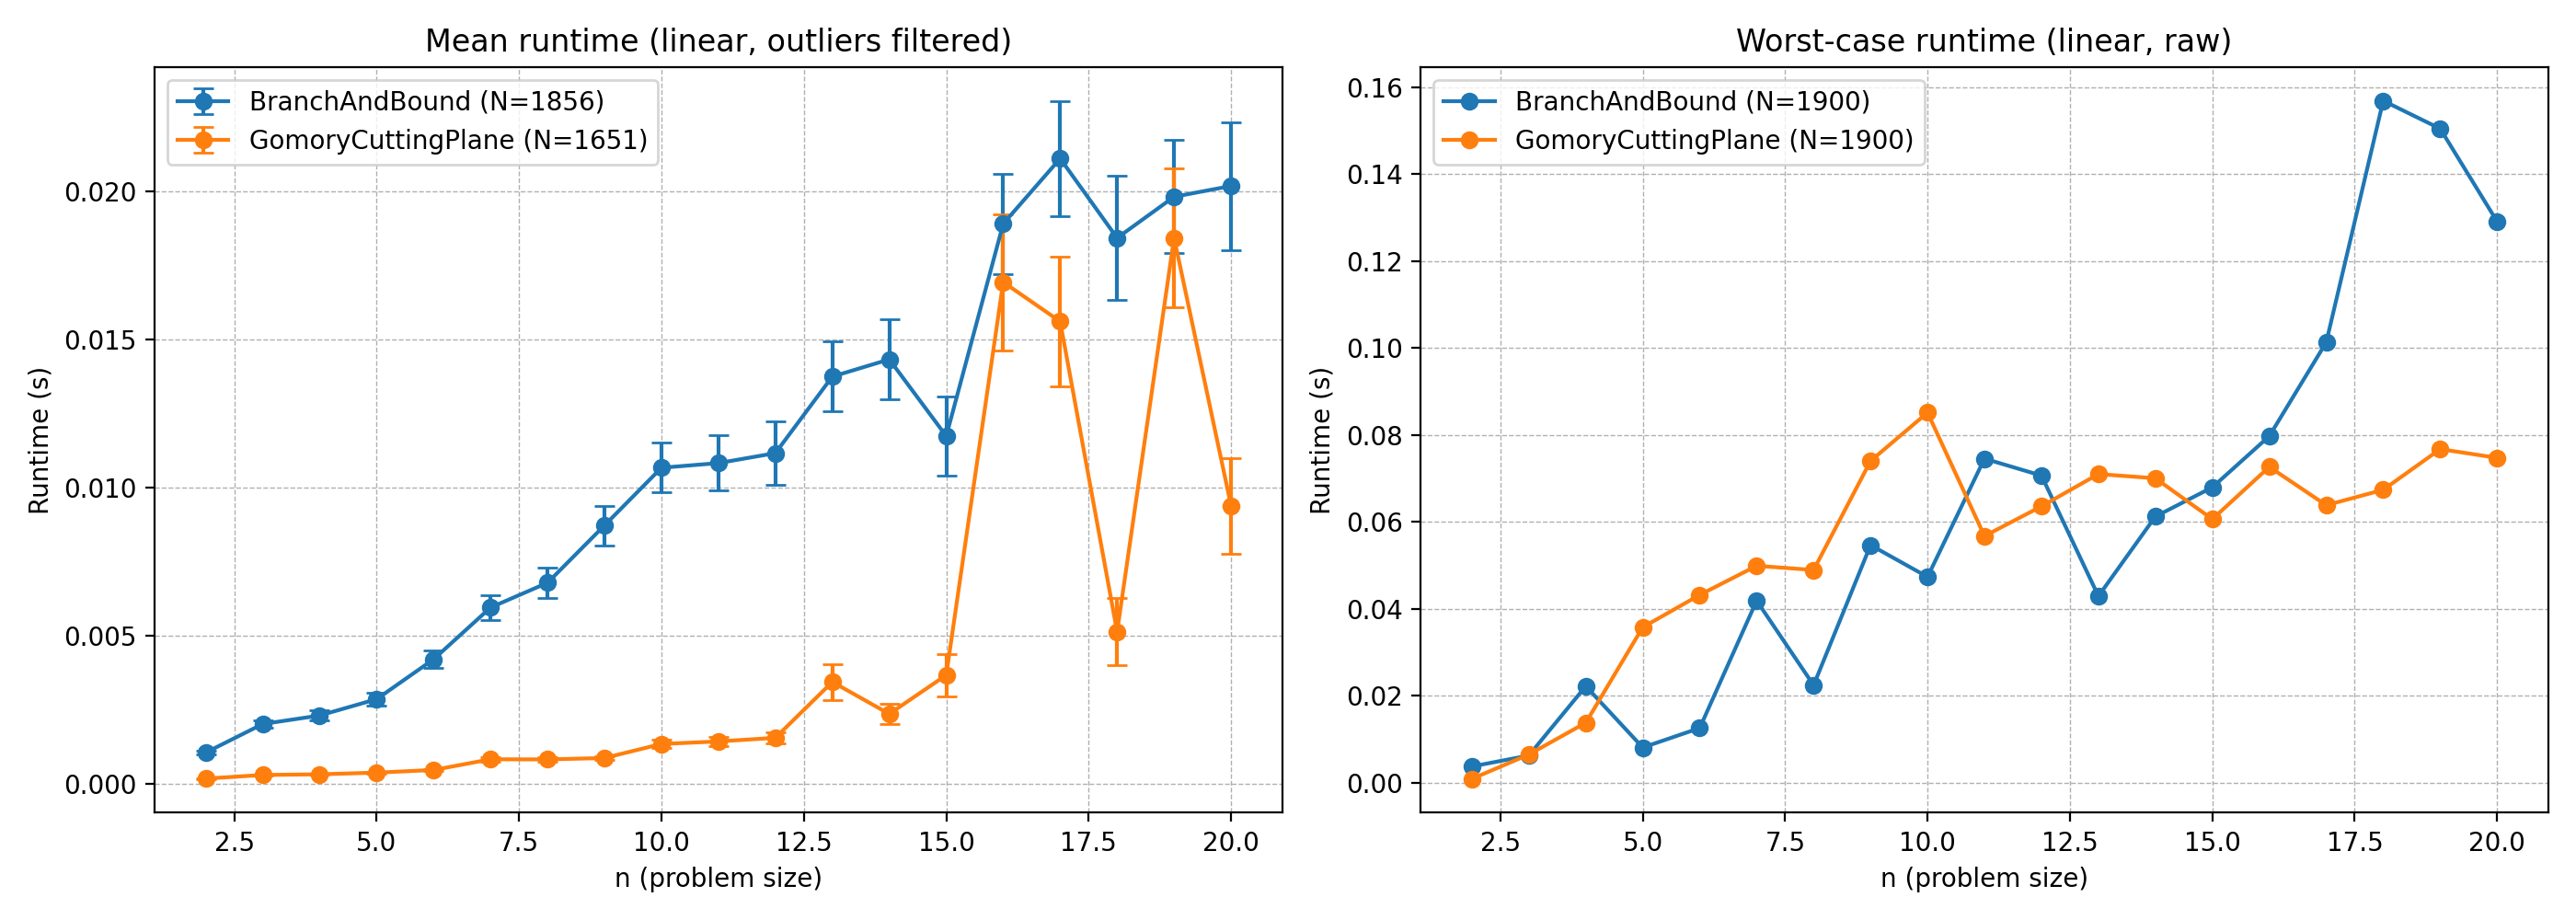 Mean runtime (linear, outliers filtered)
BranchAndBound (N=1856)
GomoryCuttingPlane (N=1651)
Runtime (s)
0.020
0.015
0.010
0.005
0.000
2.5 5.0 7.5 10.0 12.5 15.0 17.5 20.0
n (problem size)
Worst-case runtime (linear, raw)
BranchAndBound (N=1900)
GomoryCuttingPlane (N=1900)
Runtime (s)
0.16
0.14
0.12
0.10
0.08
0.06
0.04
0.02
0.00
2.5 5.0 7.5 10.0 12.5 15.0 17.5 20.0
n (problem size)